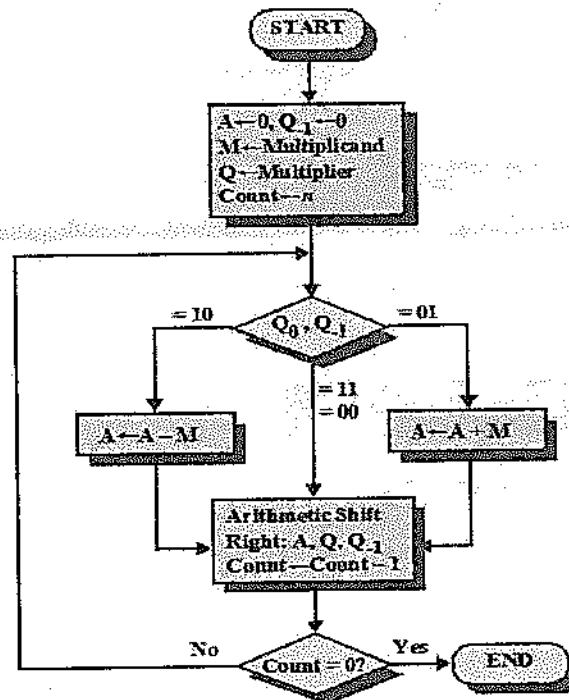 START
A←0, Q₋₁←0
M←Multiplicand
Q←Multiplier
Count←n
= 10
Q₀, Q₋₁
= 01
= 11
= 00
A←A – M
A←A + M
Arithmetic Shift
Right: A, Q, Q₋₁
Count←Count – 1
No
Count = 0?
Yes
END